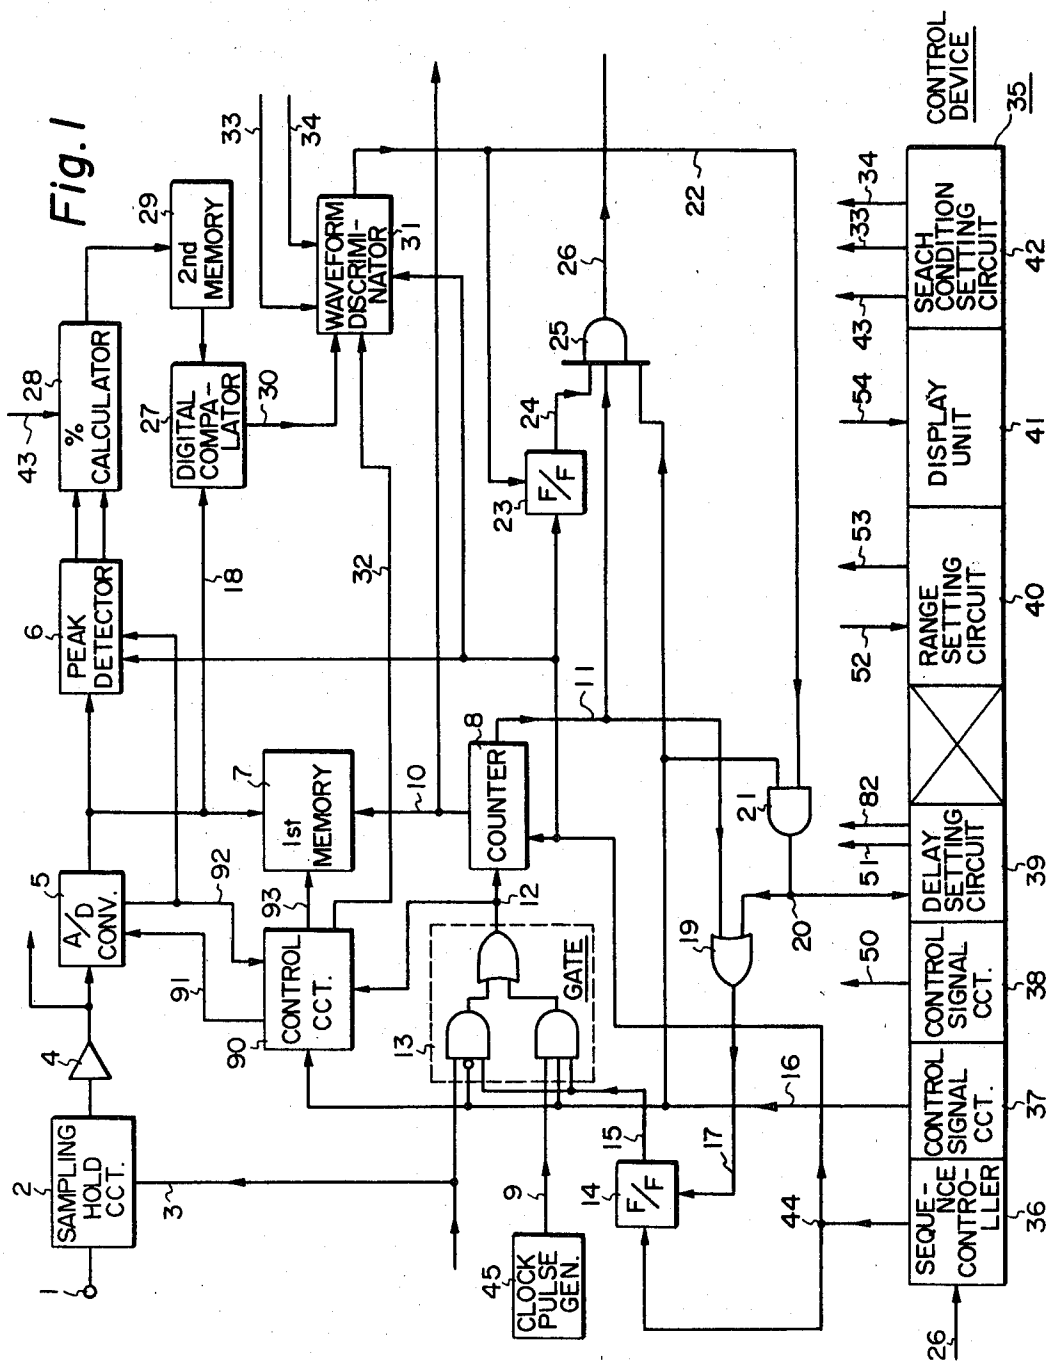 Fig. 1
1
2
SAMPLING
HOLD
CCT.
3
4
5
A/D
CONV.
6
PEAK
DETECTOR
43
28
%
CALCULATOR
29
2nd
MEMORY
27
DIGITAL
COMPA-
LATOR
30
18
91
92
90
CONTROL
CCT.
93
7
1st
MEMORY
32
33
34
WAVEFORM
DISCRIMI-
NATOR
31
10
13
GATE
12
8
COUNTER
11
23
F/F
24
25
26
22
45
CLOCK
PULSE
GEN.
9
14
F/F
15
16
17
19
20
21
44
26
36
SEQUE-
NCE
CONTRO-
LLER
37
CONTROL
SIGNAL
CCT.
38
CONTROL
SIGNAL
CCT.
50
39
DELAY
SETTING
CIRCUIT
51
82
40
RANGE
SETTING
CIRCUIT
52
53
41
DISPLAY
UNIT
54
42
SEACH
CONDITION
SETTING
CIRCUIT
43
33
34
35
CONTROL
DEVICE